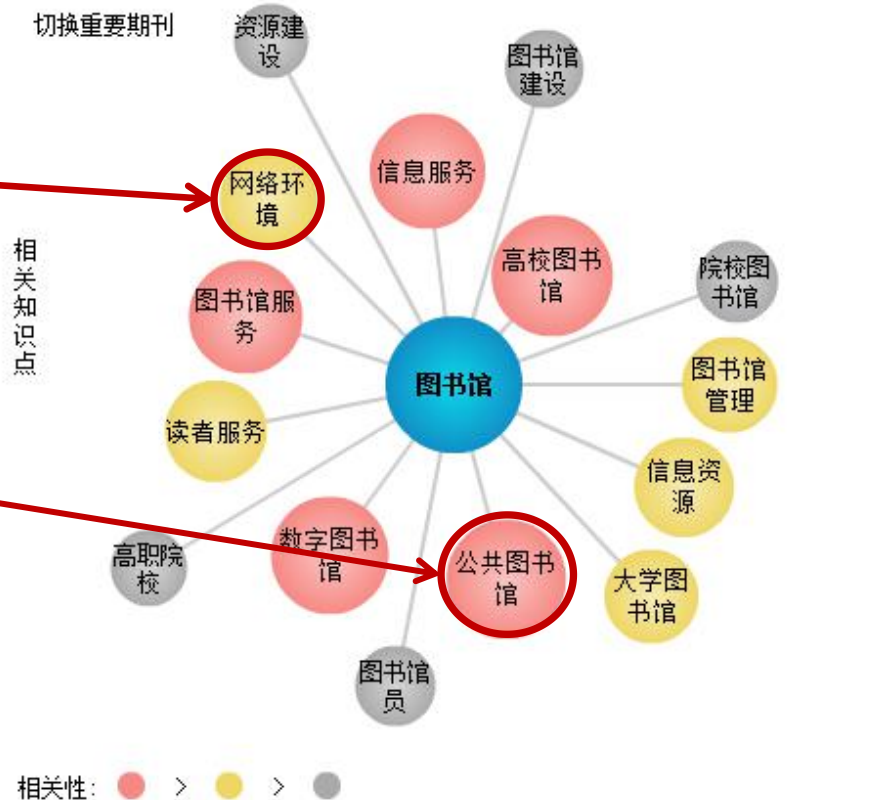 切换重要期刊
资源建
设
图书馆
建设
信息服务
网络环
境
高校图书
馆
院校图
书馆
相
关
知
识
点
图书馆服
务
图书馆
图书馆
管理
读者服务
信息资
源
数字图书
馆
公共图书
馆
高职院
校
大学图
书馆
图书馆
员
相关性: > >